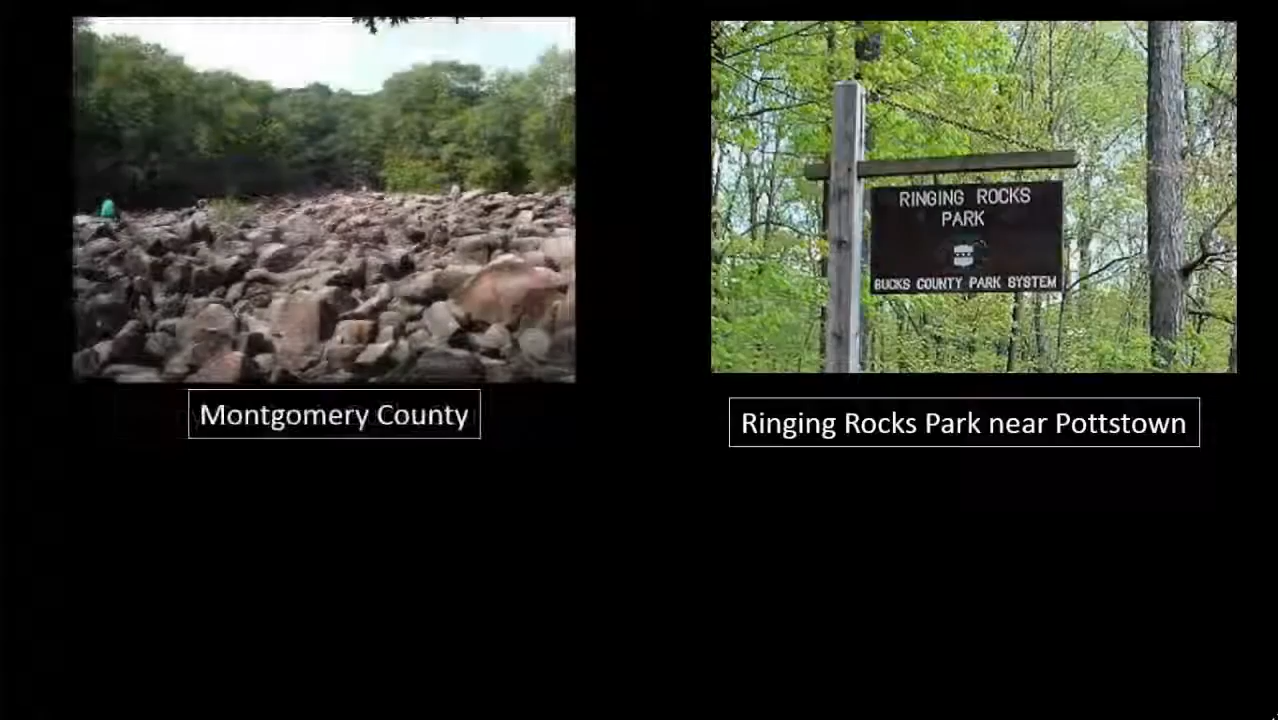 RINGING ROCKS
PARK
BUCKS COUNTY PARK SYSTEM
Montgomery County
Ringing Rocks Park near Pottstown